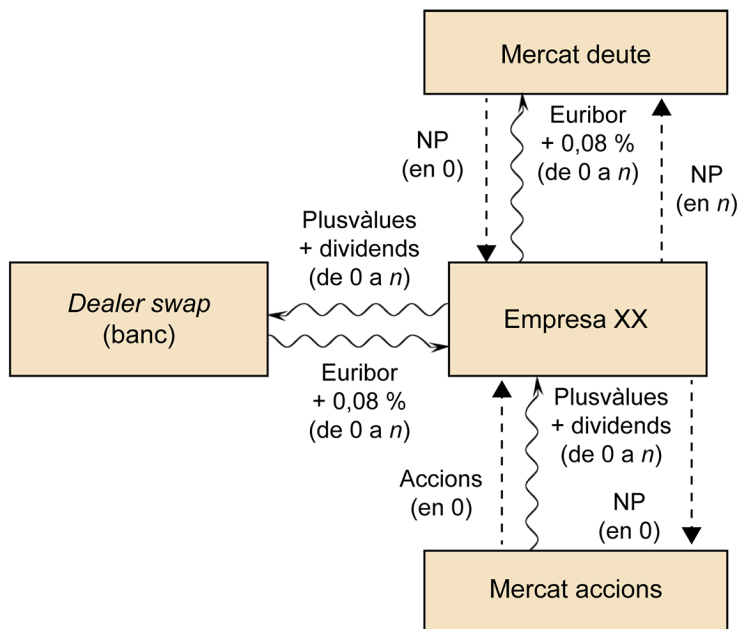 Mercat deute
NP
(en 0)
Euribor
+ 0,08 %
(de 0 a n)
NP
(en n)
Plusvàlues
+ dividends
(de 0 a n)
Dealer swap
(banc)
Empresa XX
Euribor
+ 0,08 %
(de 0 a n)
Plusvàlues
+ dividends
(de 0 a n)
Accions
(en 0)
NP
(en 0)
Mercat accions